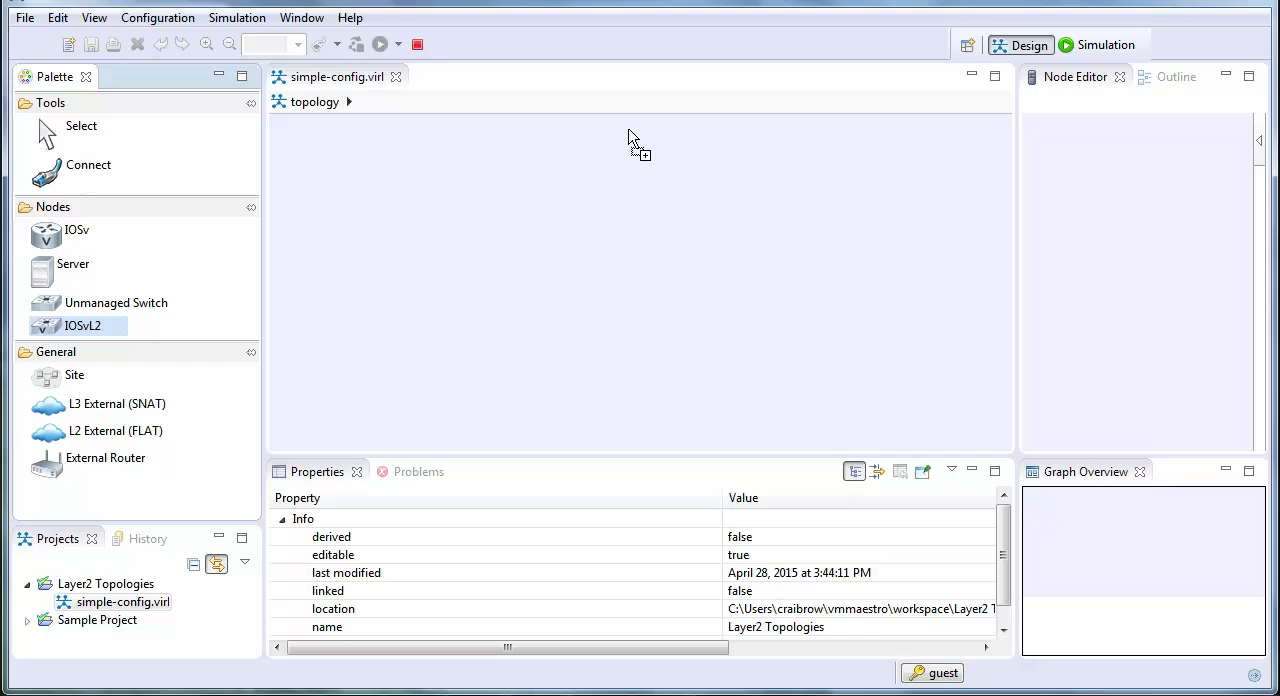 File Edit View Configuration Simulation Window Help
Design Simulation
Palette
Tools
Select
Connect
Nodes
IOSv
Server
Unmanaged Switch
IOSvL2
General
Site
L3 External (SNAT)
L2 External (FLAT)
External Router
simple-config.virl
topology
Node Editor Outline
Properties Problems
Property Value
Info
derived false
editable true
last modified April 28, 2015 at 3:44:11 PM
linked false
location C:\Users\craibrow\vmmaestro\workspace\Layer2 T
name Layer2 Topologies
Graph Overview
Projects History
Layer2 Topologies
simple-config.virl
Sample Project
guest